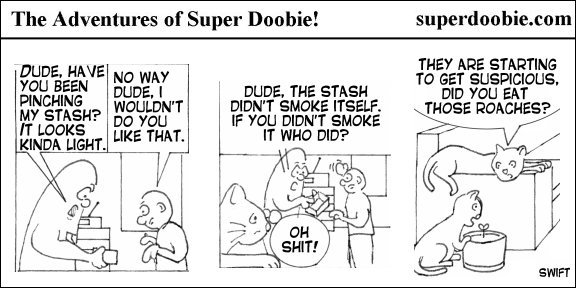 The Adventures of Super Doobie!
superdoobie.com
DUDE, HAVE
YOU BEEN
PINCHING
MY STASH?
IT LOOKS
KINDA LIGHT.
NO WAY
DUDE, I
WOULDN'T
DO YOU
LIKE THAT.
DUDE, THE STASH
DIDN'T SMOKE ITSELF.
IF YOU DIDN'T SMOKE
IT WHO DID?
OH
SHIT!
THEY ARE STARTING
TO GET SUSPICIOUS,
DID YOU EAT
THOSE ROACHES?
SWIFT